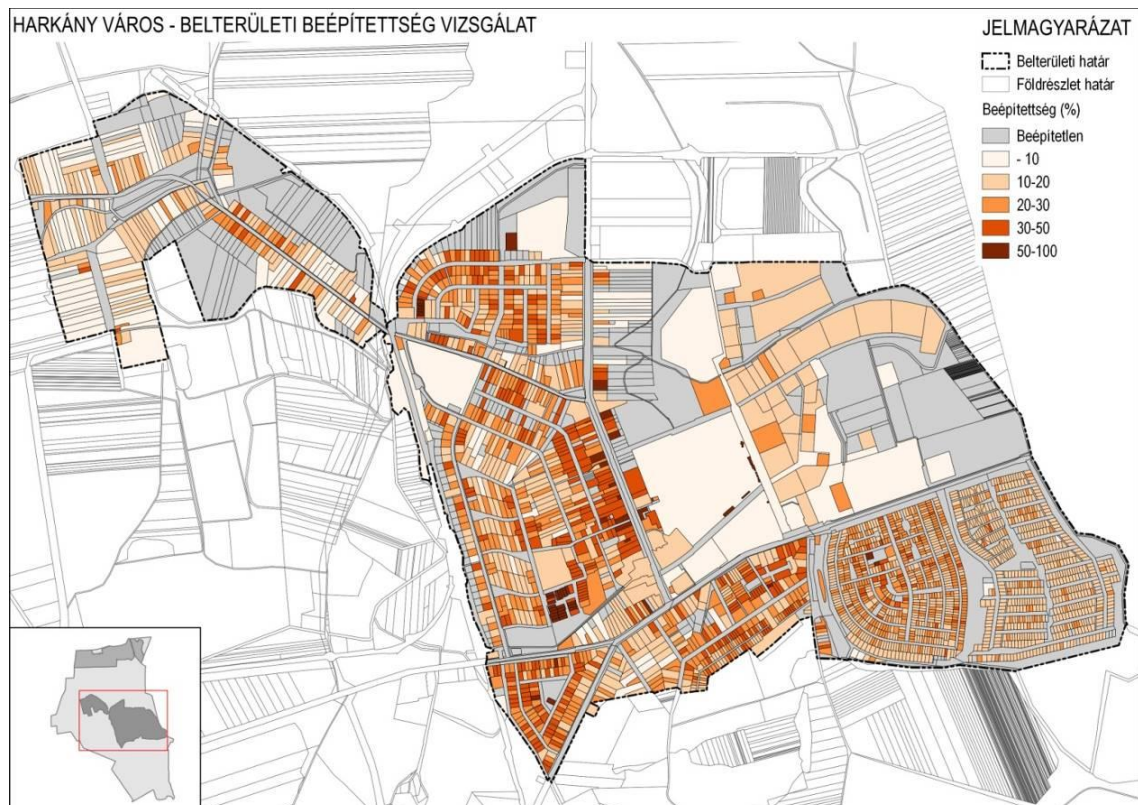 HARKÁNY VÁROS - BELTERÜLETI BEÉPÍTETTSÉG VIZSGÁLAT
JELMAGYARÁZAT
Belterületi határ
Földrészlet határ
Beépítettség (%)
Beépítetlen
- 10
10-20
20-30
30-50
50-100